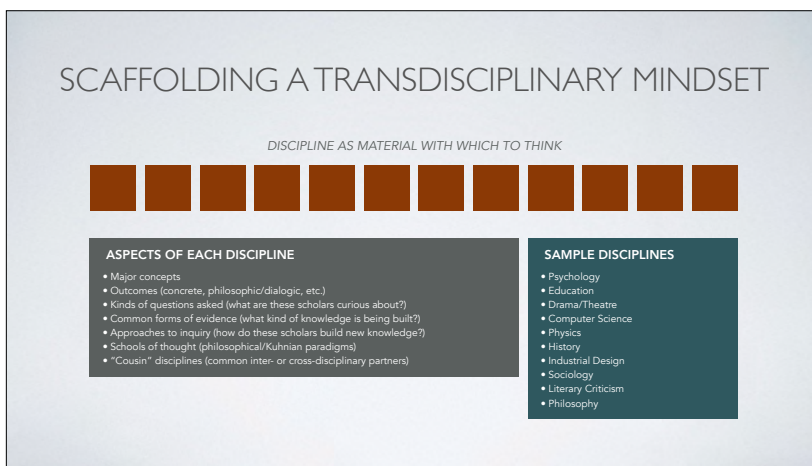 SCAFFOLDING A TRANSDISCIPLINARY MINDSET
DISCIPLINE AS MATERIAL WITH WHICH TO THINK
ASPECTS OF EACH DISCIPLINE
• Major concepts
• Outcomes (concrete, philosophic/dialogic, etc.)
• Kinds of questions asked (what are these scholars curious about?)
• Common forms of evidence (what kind of knowledge is being built?)
• Approaches to inquiry (how do these scholars build new knowledge?)
• Schools of thought (philosophical/Kuhnian paradigms)
• "Cousin" disciplines (common inter- or cross-disciplinary partners)
SAMPLE DISCIPLINES
• Psychology
• Education
• Drama/Theatre
• Computer Science
• Physics
• History
• Industrial Design
• Sociology
• Literary Criticism
• Philosophy